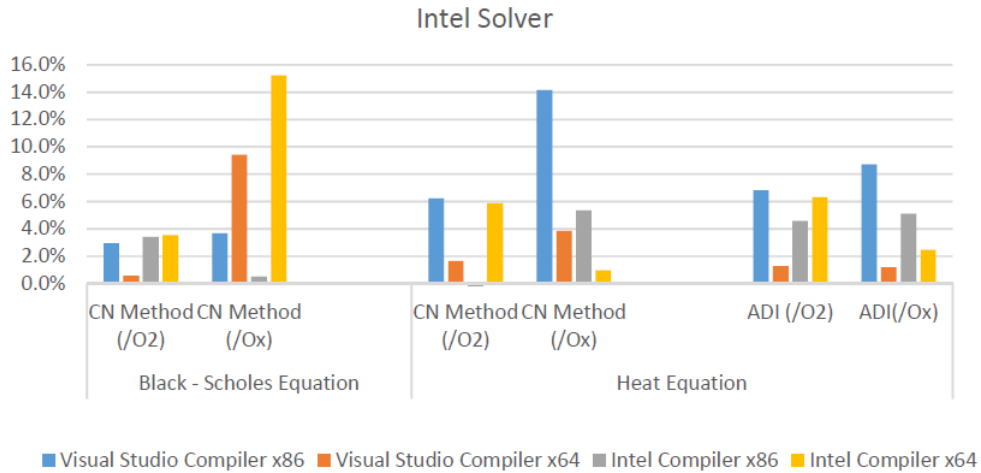 Intel Solver
16.0%
14.0%
12.0%
10.0%
8.0%
6.0%
4.0%
2.0%
0.0%
CN Method CN Method CN Method CN Method ADI (/O2) ADI(/Ox)
(/O2) (/Ox) (/O2) (/Ox)
Black - Scholes Equation Heat Equation
Visual Studio Compiler x86 Visual Studio Compiler x64 Intel Compiler x86 Intel Compiler x64